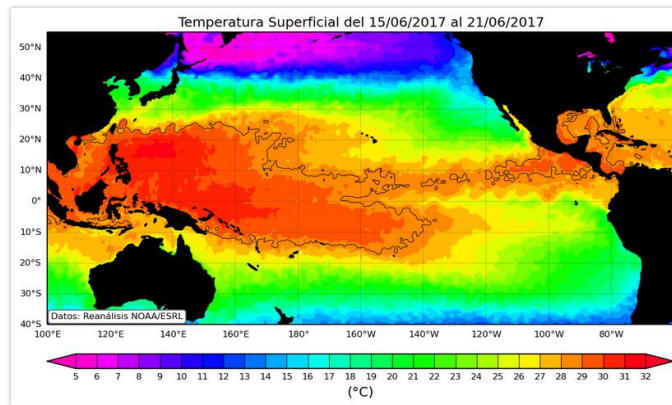 Temperatura Superficial del 15/06/2017 al 21/06/2017
50°N
40°N
30°N
20°N
10°N
0°
10°S
20°S
30°S
40°S
Datos: Reanálisis NOAA/ESRL
100°E 120°E 140°E 160°E 180° 160°W 140°W 120°W 100°W 80°W
5 6 7 8 9 10 11 12 13 14 15 16 17 18 19 20 21 22 23 24 25 26 27 28 29 30 31 32
(°C)